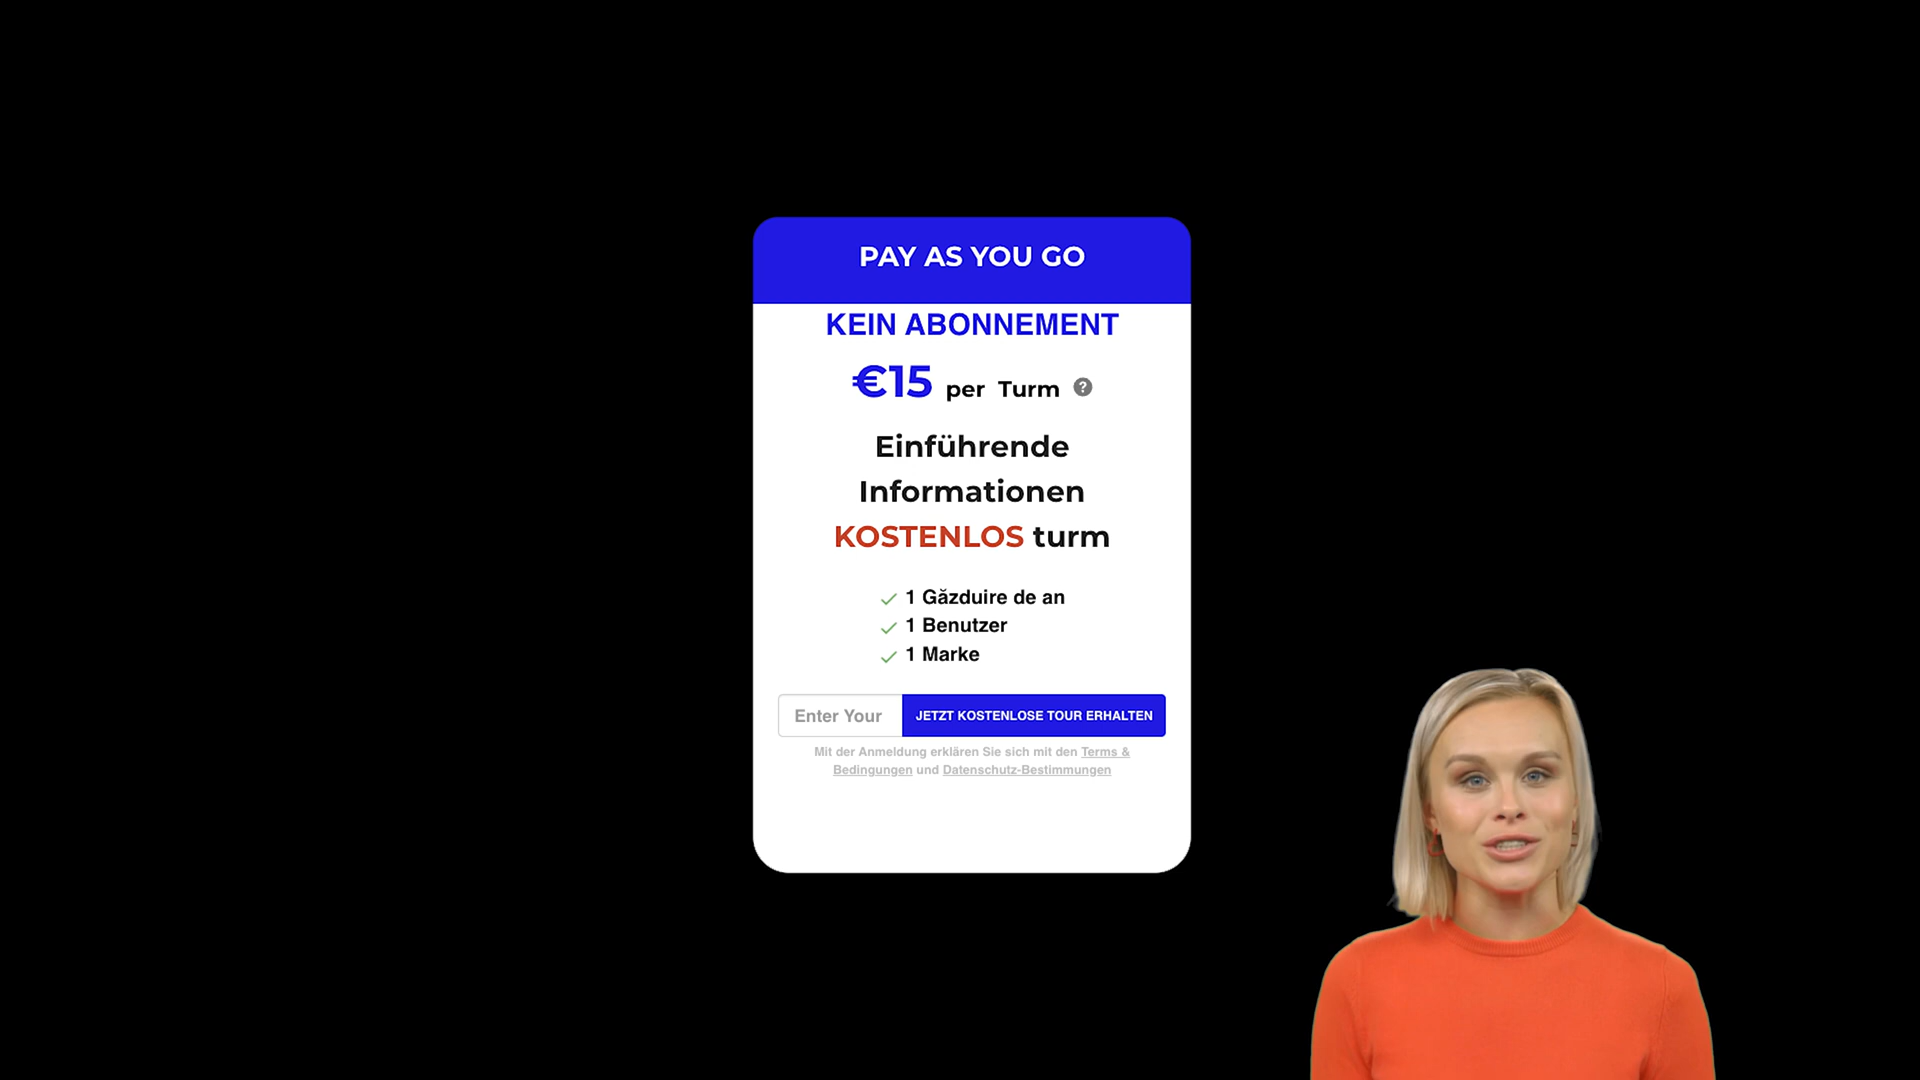 PAY AS YOU GO
KEIN ABONNEMENT
€15 per Turm ?
Einführende
Informationen
KOSTENLOS turm
1 Găzduire de an
1 Benutzer
1 Marke
Enter Your
JETZT KOSTENLOSE TOUR ERHALTEN
Mit der Anmeldung erklären Sie sich mit den Terms &
Bedingungen und Datenschutz-Bestimmungen